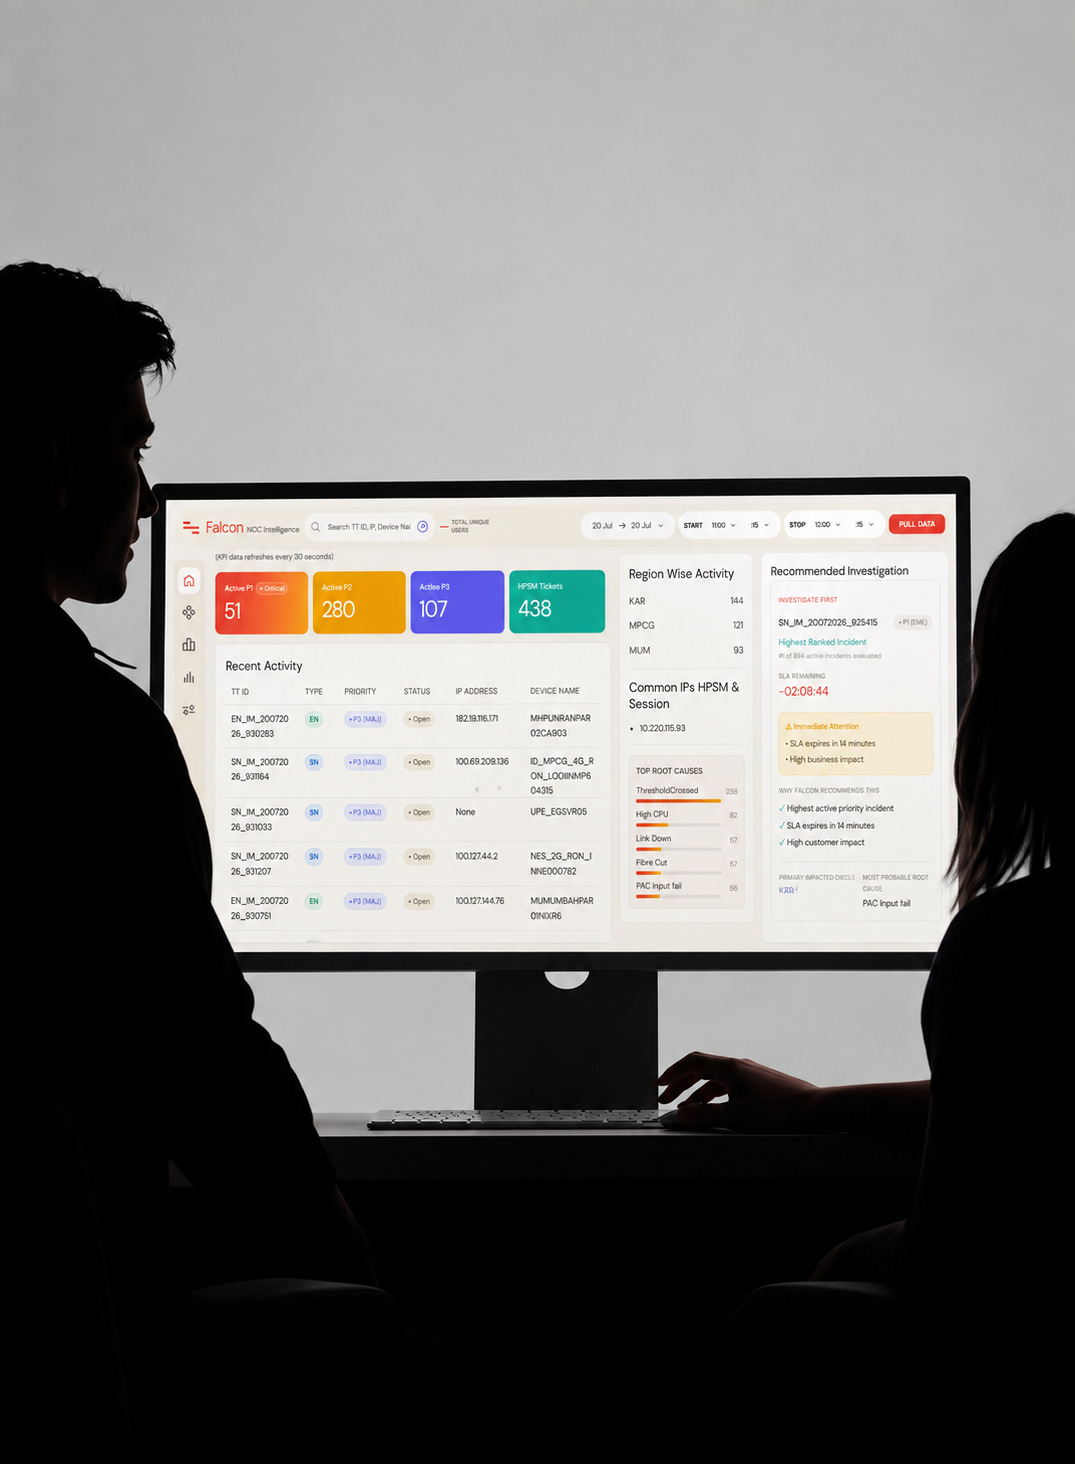 Falcon NOC Intelligence
Search TT ID, IP, Device Nai
TOTAL UNIQUE
USERS
20 Jul → 20 Jul
START 11:00 :15
STOP 12:00 :15
PULL DATA
(KPI data refreshes every 30 oeconds)
Active P1 • Oritical
51
Active P2
280
Actlee P3
107
HPSM Tickets
438
Recent Activity
TT ID TYPE PRIORITY STATUS IP ADDRESS DEVICE NAME
EN_IM_200720 EN • P3 (MAJ) • Open 182.19.116.171 MHPUNRANPAR
26_930283 02CA903
SN_IM_200720 SN • P3 (MAJ) • Open 100.69.209.136 ID_MPCG_4G_R
26_931164 ON_LOOIINMP6
04315
SN_IM_200720 SN • P3 (MAJ) • Open None UPE_EGSVR05
26_931033
SN_IM_200720 SN • P3 (MAJ) • Open 100.127.44.2 NES_2G_RON_I
26_931207 NNE000762
EN_IM_200720 EN • P3 (MAJ) • Open 100.127.144.76 MUMUMBAHPAR
26_930751 01NIXR6
Region Wise Activity
KAR 144
MPCG 121
MUM 93
Common IPs HPSM &
Session
• 10.220.115.93
TOP ROOT CAUSES
ThresholdCrossed 258
High CPU 82
Link Down 57
Fibre Cut 57
PAC Input fail 56
Recommended Investigation
INVESTIGATE FIRST
SN_IM_20072026_925415 • P1 (EME)
Highest Ranked Incident
#1 of 894 active incidents evaluated
SLA REMAINING
-02:08:44
⚠ Immediate Attention
• SLA expires in 14 minutes
• High business impact
WHY FALCON RECOMMENDS THIS
✓ Highest active priority incident
✓ SLA expires in 14 minutes
✓ High customer impact
PRIMARY IMPACTED
MOST PROBABLE ROOT
CAUSE
PAC Input fail